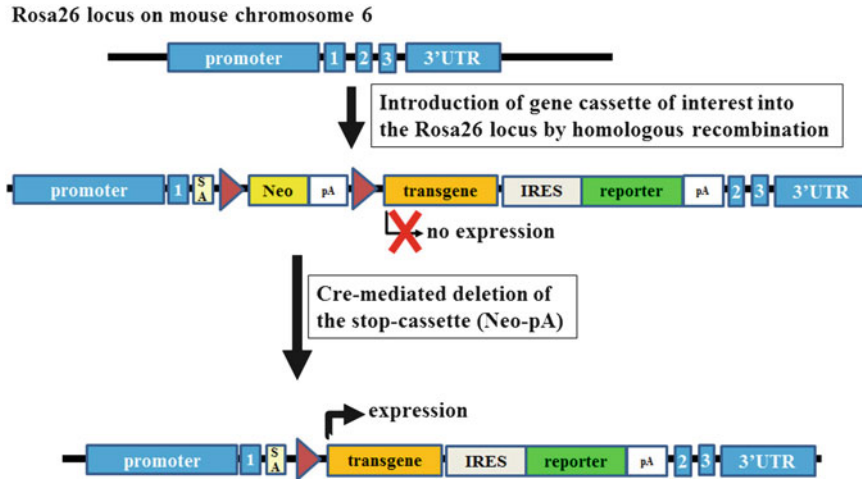 Rosa26 locus on mouse chromosome 6
promoter 1 2 3 3'UTR
Introduction of gene cassette of interest into
the Rosa26 locus by homologous recombination
promoter 1 S A Neo pA transgene IRES reporter pA 2 3 3'UTR
no expression
Cre-mediated deletion of
the stop-cassette (Neo-pA)
expression
promoter 1 S A transgene IRES reporter pA 2 3 3'UTR